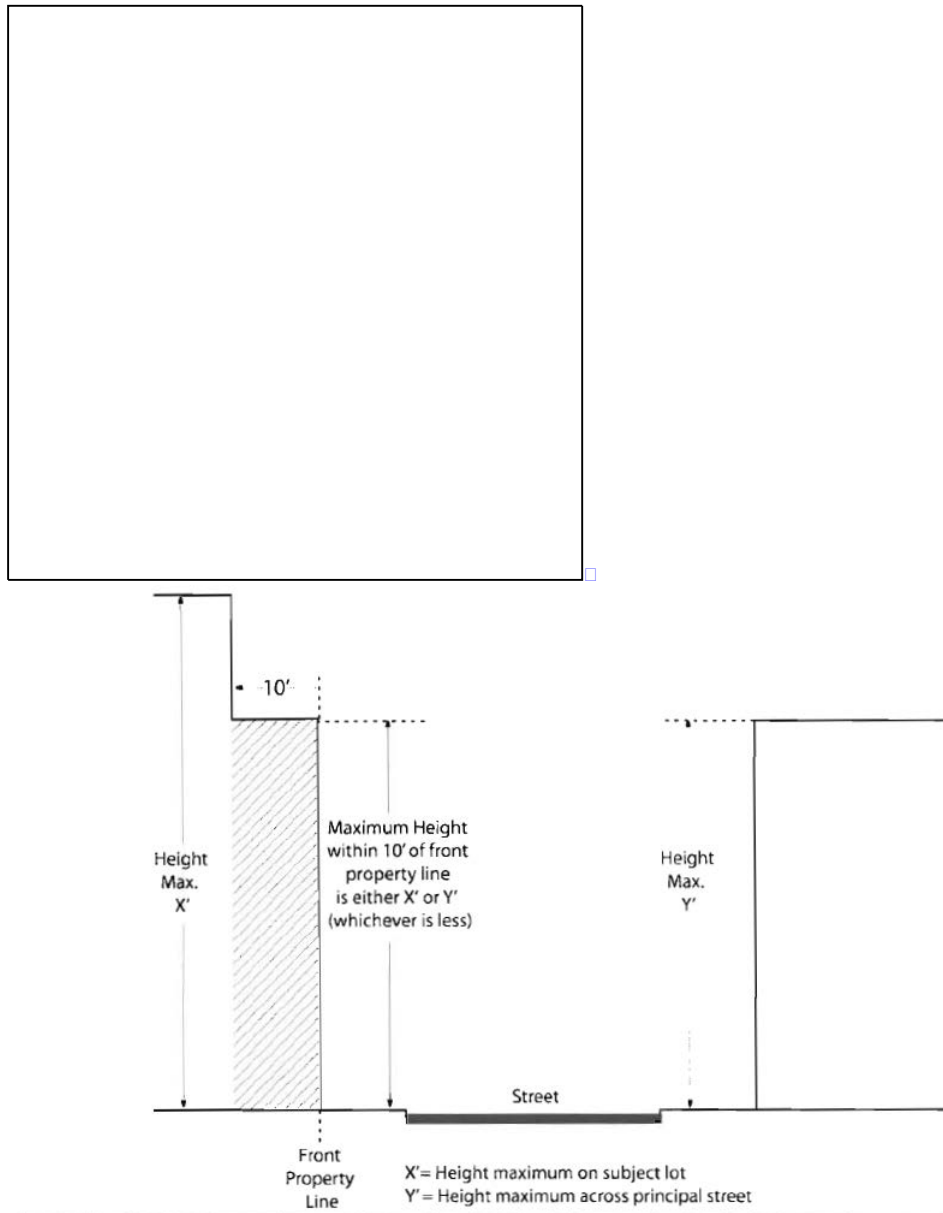 10'
Maximum Height
within 10' of front
property line
is either X' or Y'
(whichever is less)
Height
Max.
X'
Height
Max.
Y'
Street
Front
Property
Line
X'= Height maximum on subject lot
Y'= Height maximum across principal street